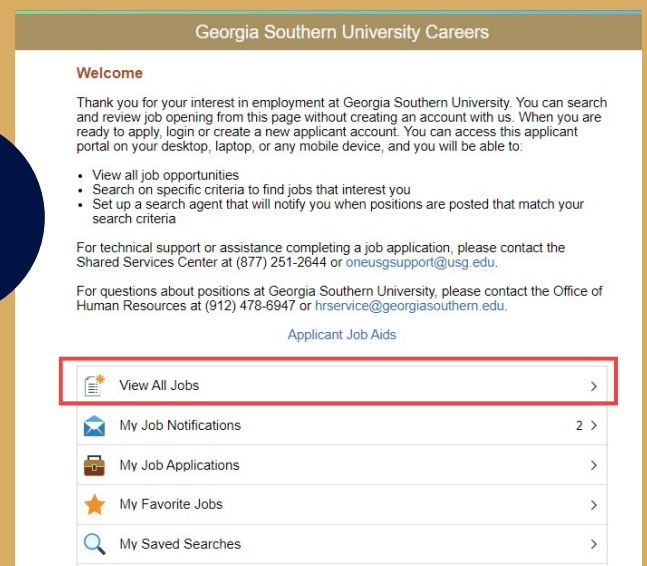 Georgia Southern University Careers
Welcome
Thank you for your interest in employment at Georgia Southern University. You can search
and review job opening from this page without creating an account with us. When you are
ready to apply, login or create a new applicant account. You can access this applicant
portal on your desktop, laptop, or any mobile device, and you will be able to:
• View all job opportunities
• Search on specific criteria to find jobs that interest you
• Set up a search agent that will notify you when positions are posted that match your
search criteria
For technical support or assistance completing a job application, please contact the
Shared Services Center at (877) 251-2644 or oneusgsupport@usg.edu.
For questions about positions at Georgia Southern University, please contact the Office of
Human Resources at (912) 478-6947 or hrservice@georgiasouthern.edu.
Applicant Job Aids
View All Jobs
My Job Notifications 2
My Job Applications
My Favorite Jobs
My Saved Searches